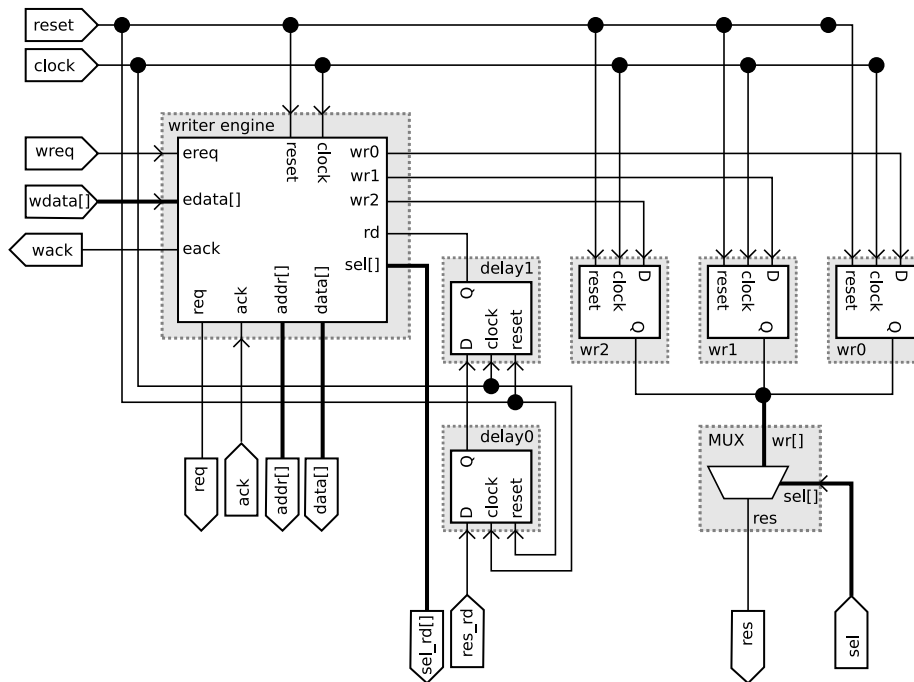 reset
clock
writer engine
wreq
wdata[]
wack
ereq
edata[]
eack
reset
clock
wr0
wr1
wr2
rd
sel[]
req
ack
addr[]
data[]
delay1
Q
D
clock
reset
reset
clock
D
Q
wr2
reset
clock
D
Q
wr1
reset
clock
D
Q
wr0
delay0
Q
D
clock
reset
MUX
wr[]
sel[]
res
req
ack
addr[]
data[]
sel_rd[]
res_rd
res
sel